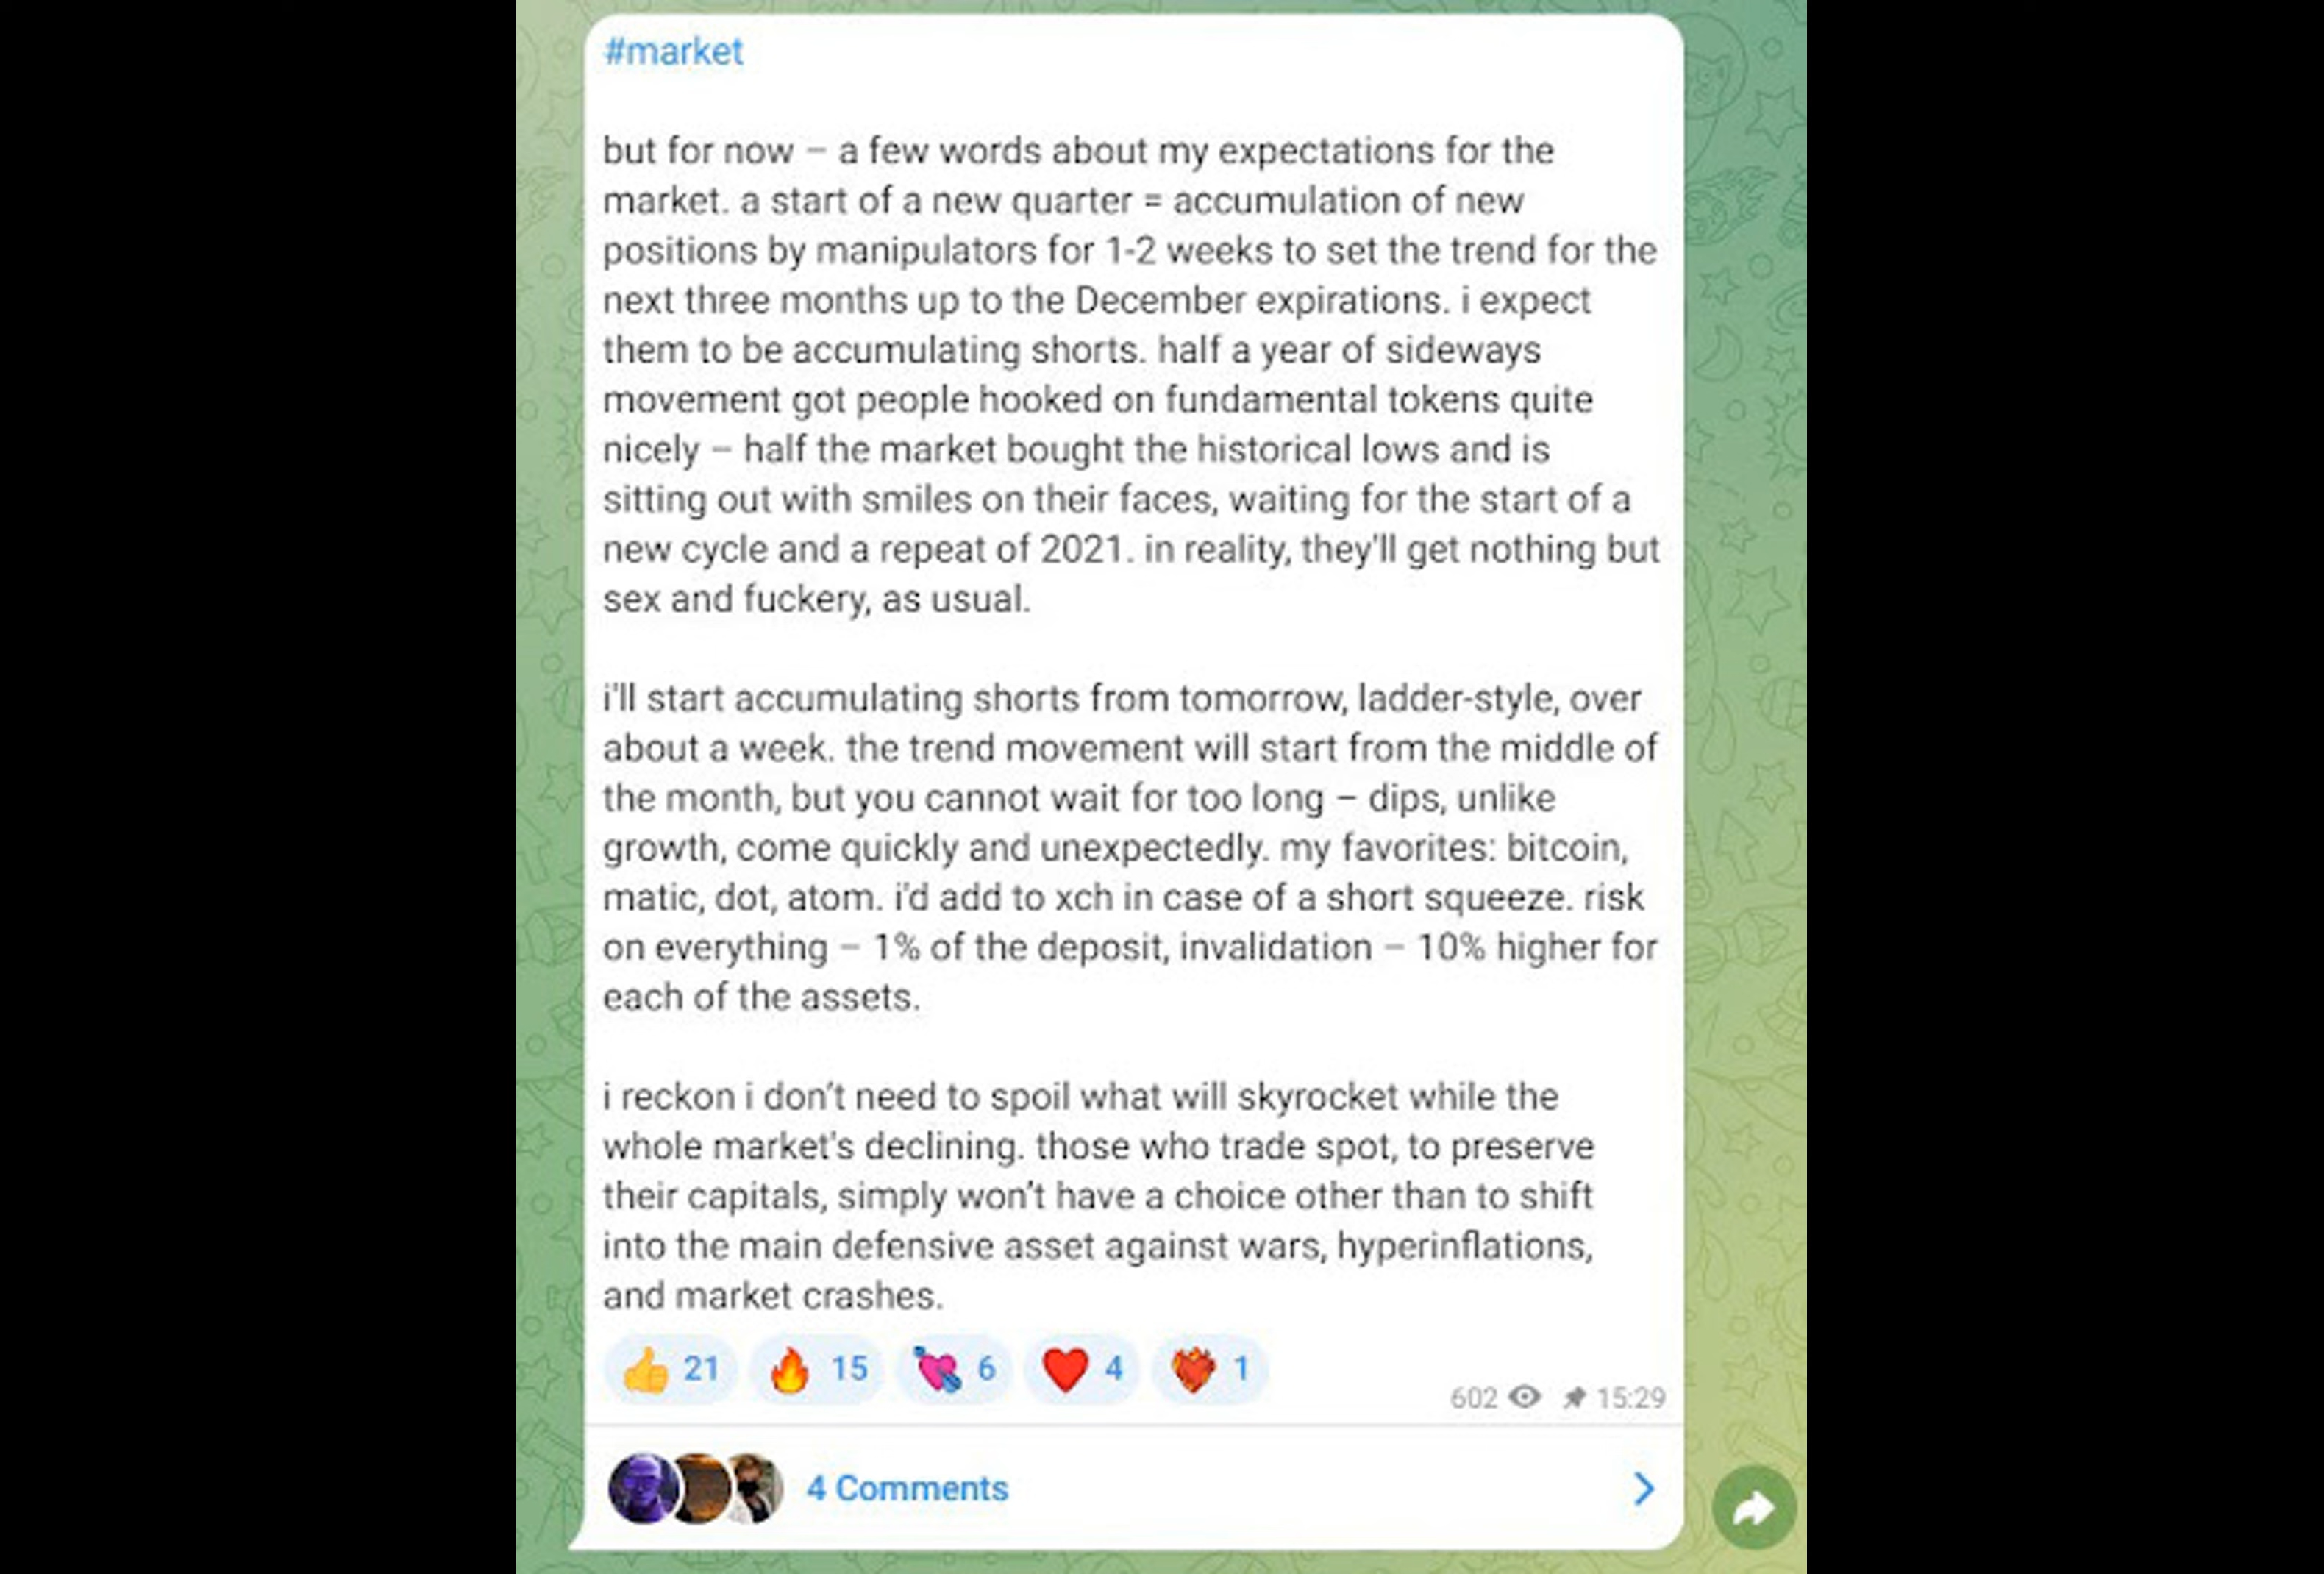 #market
but for now – a few words about my expectations for the
market. a start of a new quarter = accumulation of new
positions by manipulators for 1-2 weeks to set the trend for the
next three months up to the December expirations. i expect
them to be accumulating shorts. half a year of sideways
movement got people hooked on fundamental tokens quite
nicely – half the market bought the historical lows and is
sitting out with smiles on their faces, waiting for the start of a
new cycle and a repeat of 2021. in reality, they'll get nothing but
sex and fuckery, as usual.
i'll start accumulating shorts from tomorrow, ladder-style, over
about a week. the trend movement will start from the middle of
the month, but you cannot wait for too long – dips, unlike
growth, come quickly and unexpectedly. my favorites: bitcoin,
matic, dot, atom. i'd add to xch in case of a short squeeze. risk
on everything – 1% of the deposit, invalidation – 10% higher for
each of the assets.
i reckon i don’t need to spoil what will skyrocket while the
whole market's declining. those who trade spot, to preserve
their capitals, simply won’t have a choice other than to shift
into the main defensive asset against wars, hyperinflations,
and market crashes.
👍 21 🔥 15 💘 6 ❤️ 4 ❤️‍🔥 1
602 15:29
4 Comments